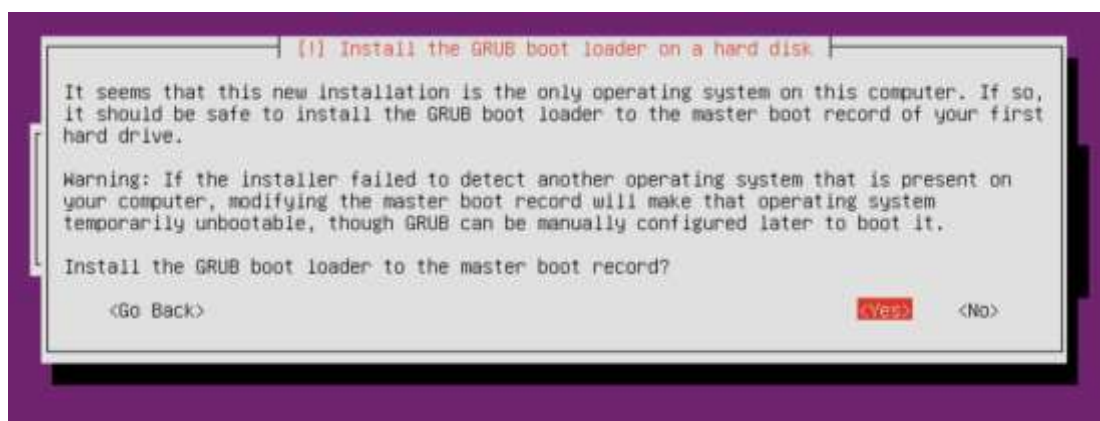 [!] Install the GRUB boot loader on a hard disk
It seems that this new installation is the only operating system on this computer. If so,
it should be safe to install the GRUB boot loader to the master boot record of your first
hard drive.
Warning: If the installer failed to detect another operating system that is present on
your computer, modifying the master boot record will make that operating system
temporarily unbootable, though GRUB can be manually configured later to boot it.
Install the GRUB boot loader to the master boot record?
<Go Back> <Yes> <No>